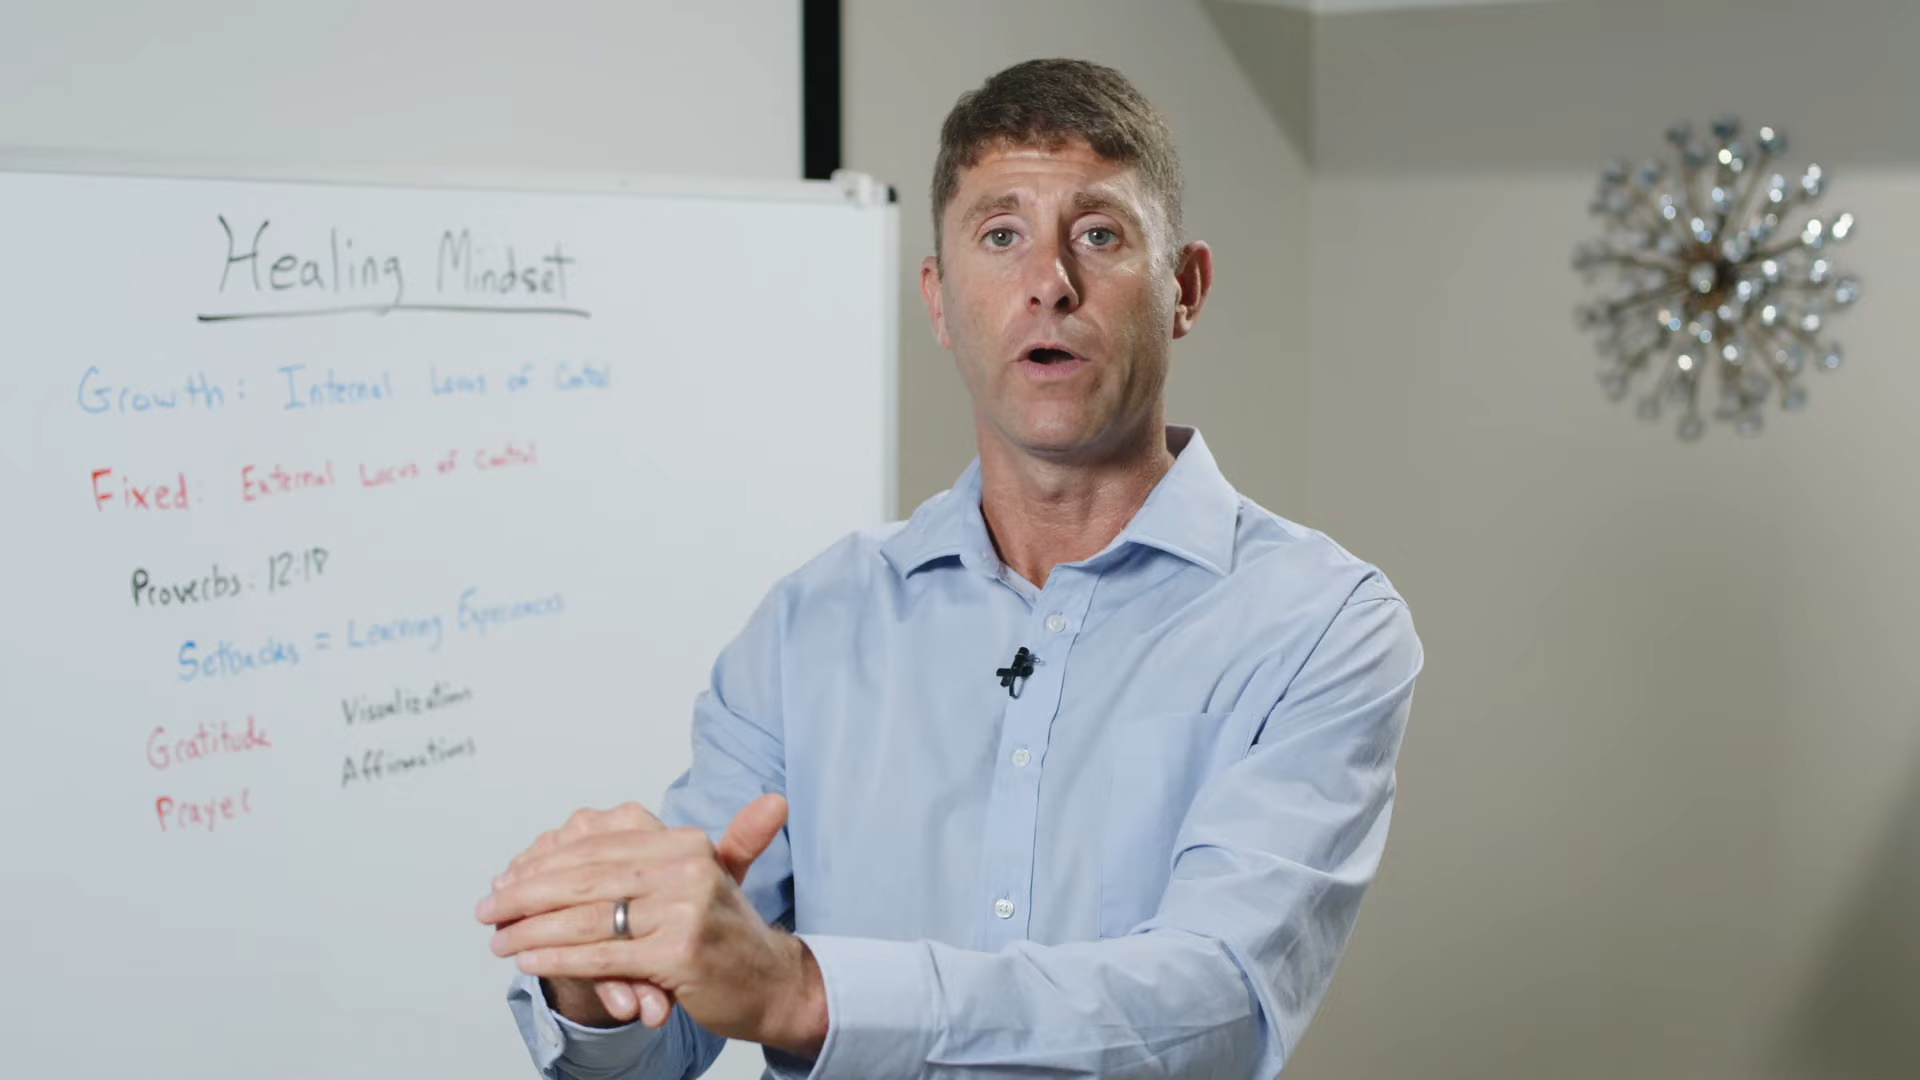 Healing Mindset
Growth: Internal Locus of Control
Fixed: External Locus of Control
Proverbs: 12:18
Setbacks = Learning Experiences
Gratitude Visualization
Prayer Affirmations